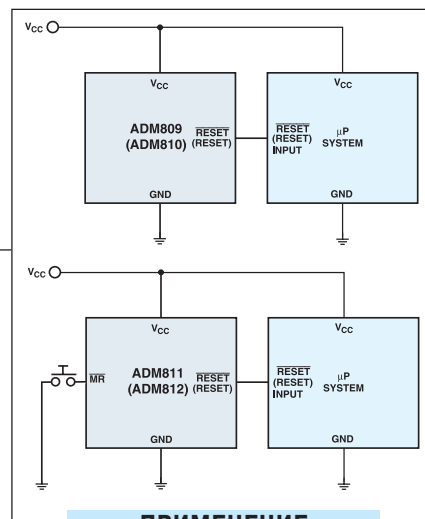 VCC
VCC
VCC
ADM809
(ADM810)
RESET
(RESET)
RESET
(RESET)
INPUT
μP
SYSTEM
GND
GND
VCC
VCC
VCC
MR
ADM811
(ADM812)
RESET
(RESET)
RESET
(RESET)
INPUT
μP
SYSTEM
GND
GND
ПРИМЕНЕНИЕ